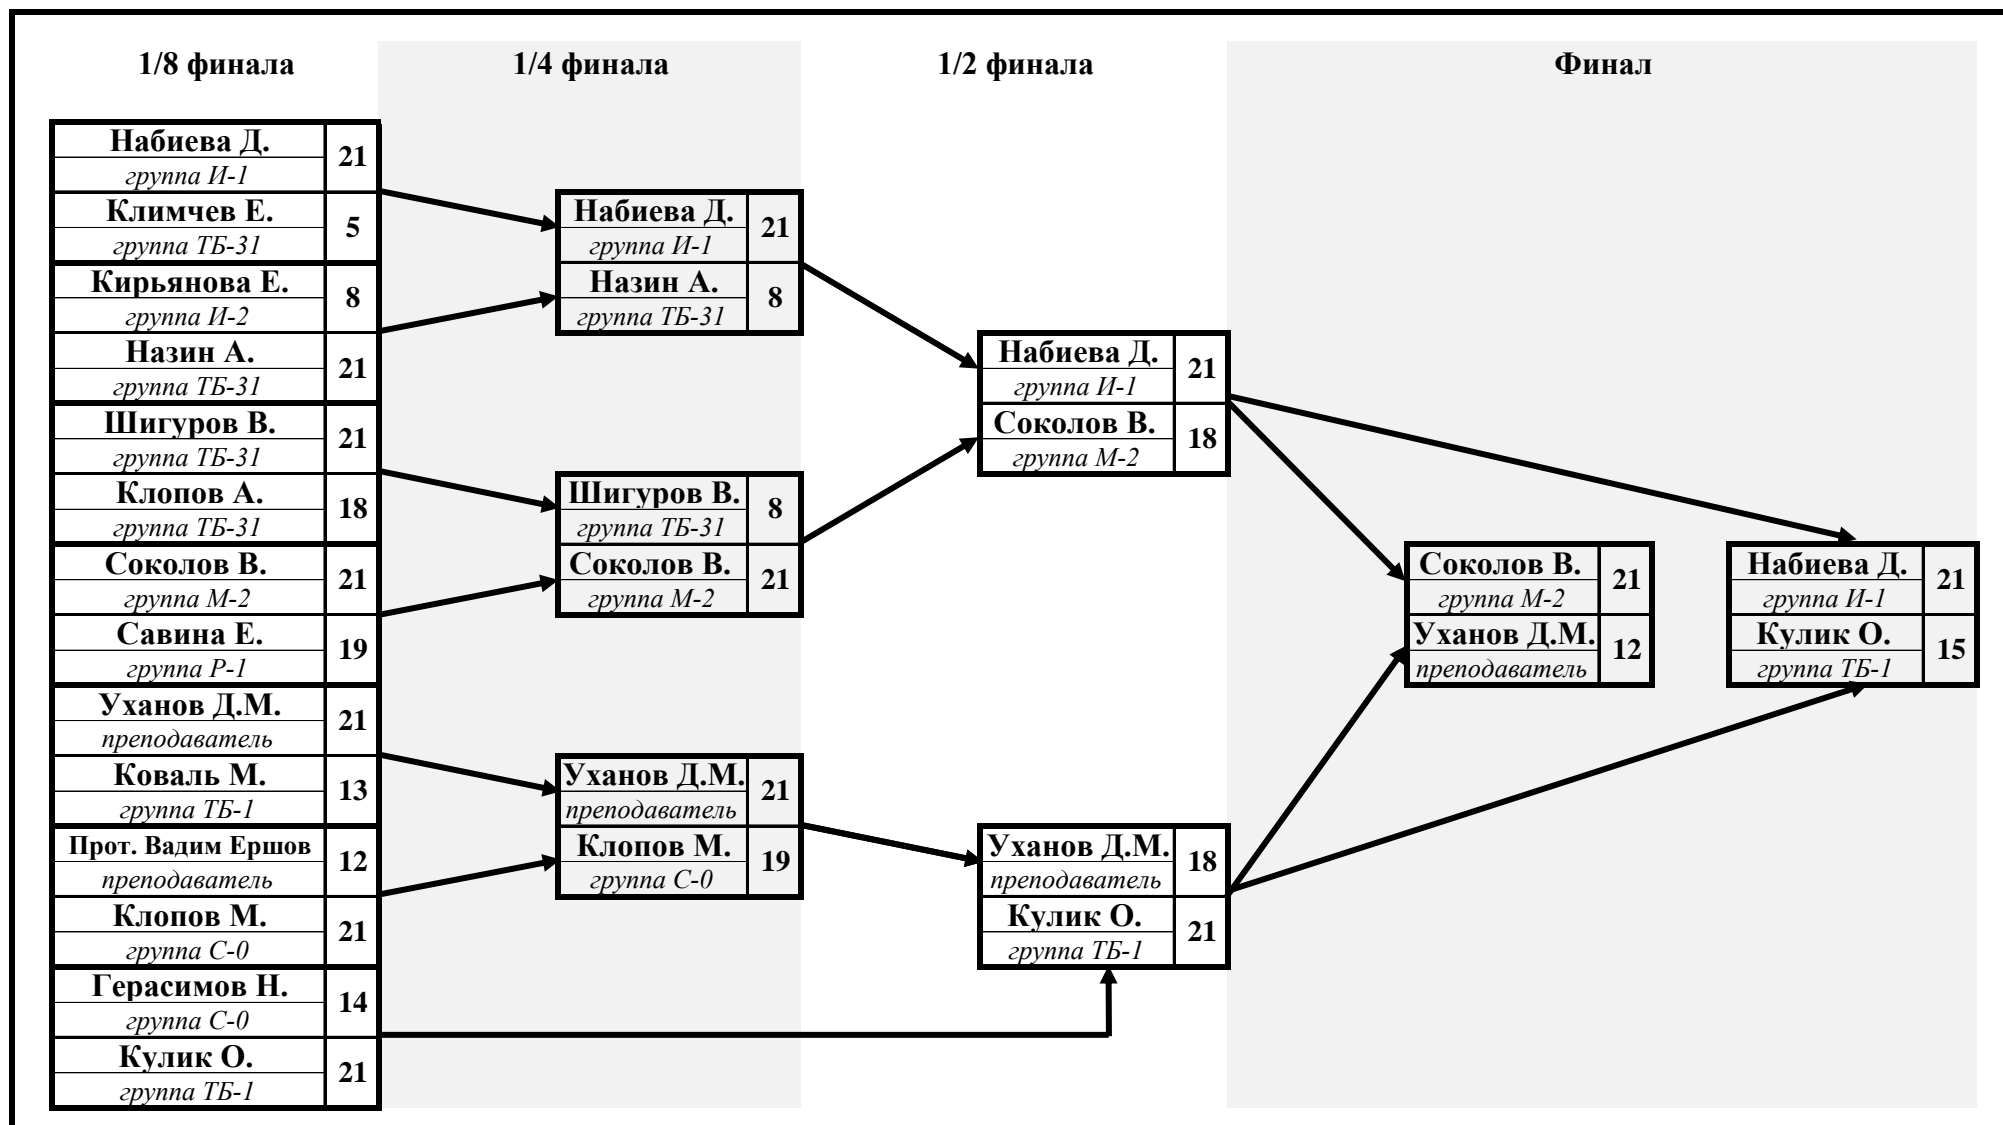 1/8 финала
1/4 финала
1/2 финала
Финал
Набиева Д.
группа И-1
21
Климчев Е.
группа ТБ-31
5
Кирьянова Е.
группа И-2
8
Назин А.
группа ТБ-31
21
Шигуров В.
группа ТБ-31
21
Клопов А.
группа ТБ-31
18
Соколов В.
группа М-2
21
Савина Е.
группа Р-1
19
Уханов Д.М.
преподаватель
21
Коваль М.
группа ТБ-1
13
Прот. Вадим Ершов
преподаватель
12
Клопов М.
группа С-0
21
Герасимов Н.
группа С-0
14
Кулик О.
группа ТБ-1
21
Набиева Д.
группа И-1
21
Назин А.
группа ТБ-31
8
Шигуров В.
группа ТБ-31
8
Соколов В.
группа М-2
21
Уханов Д.М.
преподаватель
21
Клопов М.
группа С-0
19
Набиева Д.
группа И-1
21
Соколов В.
группа М-2
18
Уханов Д.М.
преподаватель
18
Кулик О.
группа ТБ-1
21
Соколов В.
группа М-2
21
Уханов Д.М.
преподаватель
12
Набиева Д.
группа И-1
21
Кулик О.
группа ТБ-1
15